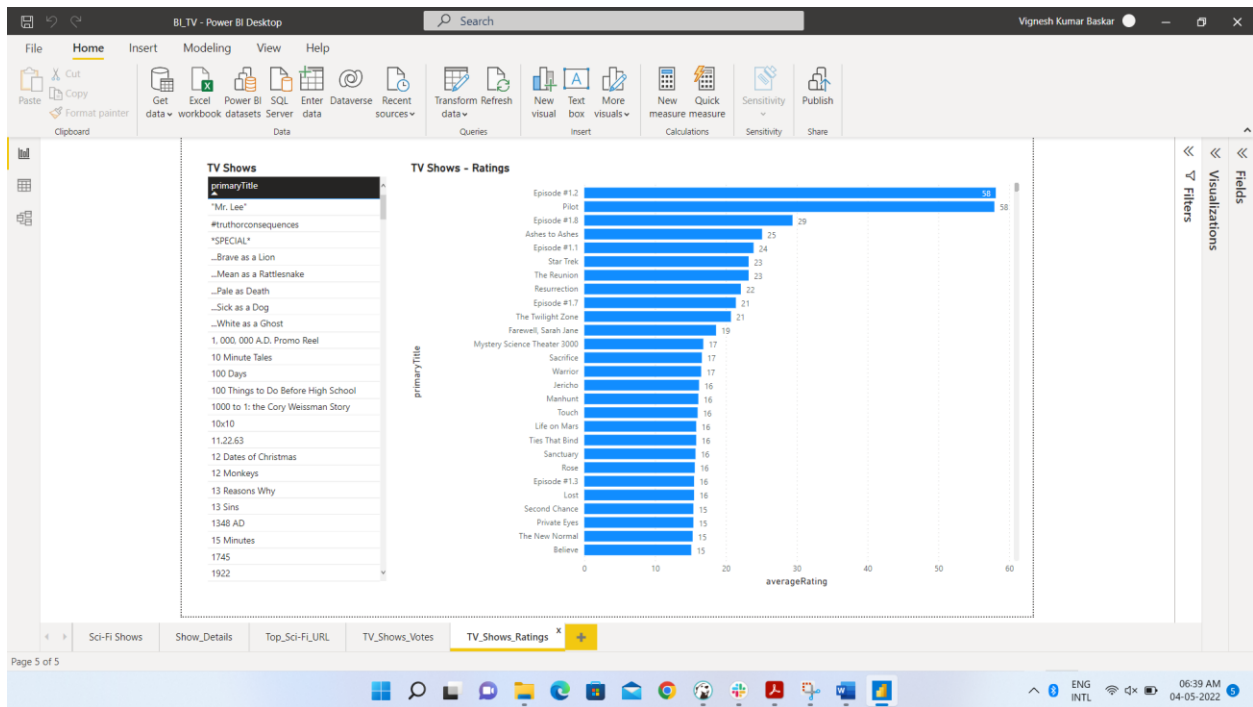 BI_TV - Power BI Desktop
Search
Vignesh Kumar Baskar
File Home Insert Modeling View Help
Paste
Cut
Copy
Format painter
Get data
Excel workbook
Power BI datasets
SQL Server
Enter data
Dataverse
Recent sources
Transform data
Refresh
New visual
Text box
More visuals
New measure
Quick measure
Sensitivity
Publish
Clipboard Data Queries Insert Calculations Sensitivity Share
Filters
Visualizations
Fields
TV Shows
primaryTitle
"Mr. Lee"
#truthorconsequences
*SPECIAL*
...Brave as a Lion
...Mean as a Rattlesnake
...Pale as Death
...Sick as a Dog
...White as a Ghost
1, 000, 000 A.D. Promo Reel
10 Minute Tales
100 Days
100 Things to Do Before High School
1000 to 1: the Cory Weissman Story
10x10
11.22.63
12 Dates of Christmas
12 Monkeys
13 Reasons Why
13 Sins
1348 AD
15 Minutes
1745
1922
TV Shows - Ratings
primaryTitle
Episode #1.2 58
Pilot 58
Episode #1.8 29
Ashes to Ashes 25
Episode #1.1 24
Star Trek 23
The Reunion 23
Resurrection 22
Episode #1.7 21
The Twilight Zone 21
Farewell, Sarah Jane 19
Mystery Science Theater 3000 17
Sacrifice 17
Warrior 17
Jericho 16
Manhunt 16
Touch 16
Life on Mars 16
Ties That Bind 16
Sanctuary 16
Rose 16
Episode #1.3 16
Lost 16
Second Chance 15
Private Eyes 15
The New Normal 15
Believe 15
0 10 20 30 40 50 60
averageRating
Sci-Fi Shows Show_Details Top_Sci-Fi_URL TV_Shows_Votes TV_Shows_Ratings x +
Page 5 of 5
ENG
INTL
06:39 AM
04-05-2022
5